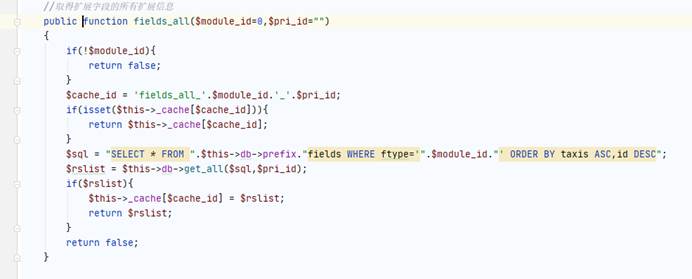 //取得扩展字段的所有扩展信息
public function fields_all($module_id=0,$pri_id="")
{
if(!$module_id){
return false;
}
$cache_id = 'fields_all_'.$module_id.'_'.$pri_id;
if(isset($this->_cache[$cache_id])){
return $this->_cache[$cache_id];
}
$sql = "SELECT * FROM ".$this->db->prefix."fields WHERE ftype='".$module_id."' ORDER BY taxis ASC,id DESC";
$rslist = $this->db->get_all($sql,$pri_id);
if($rslist){
$this->_cache[$cache_id] = $rslist;
return $rslist;
}
return false;
}